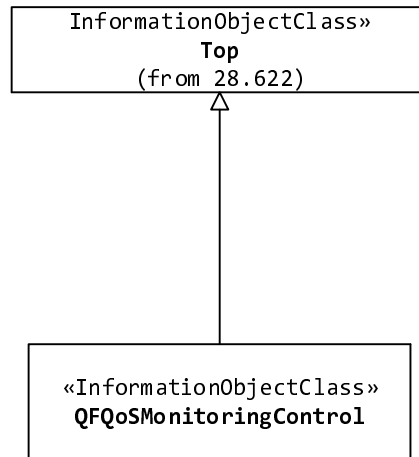 InformationObjectClass»
Top
(from 28.622)
«InformationObjectClass»
QFQoSMonitoringControl